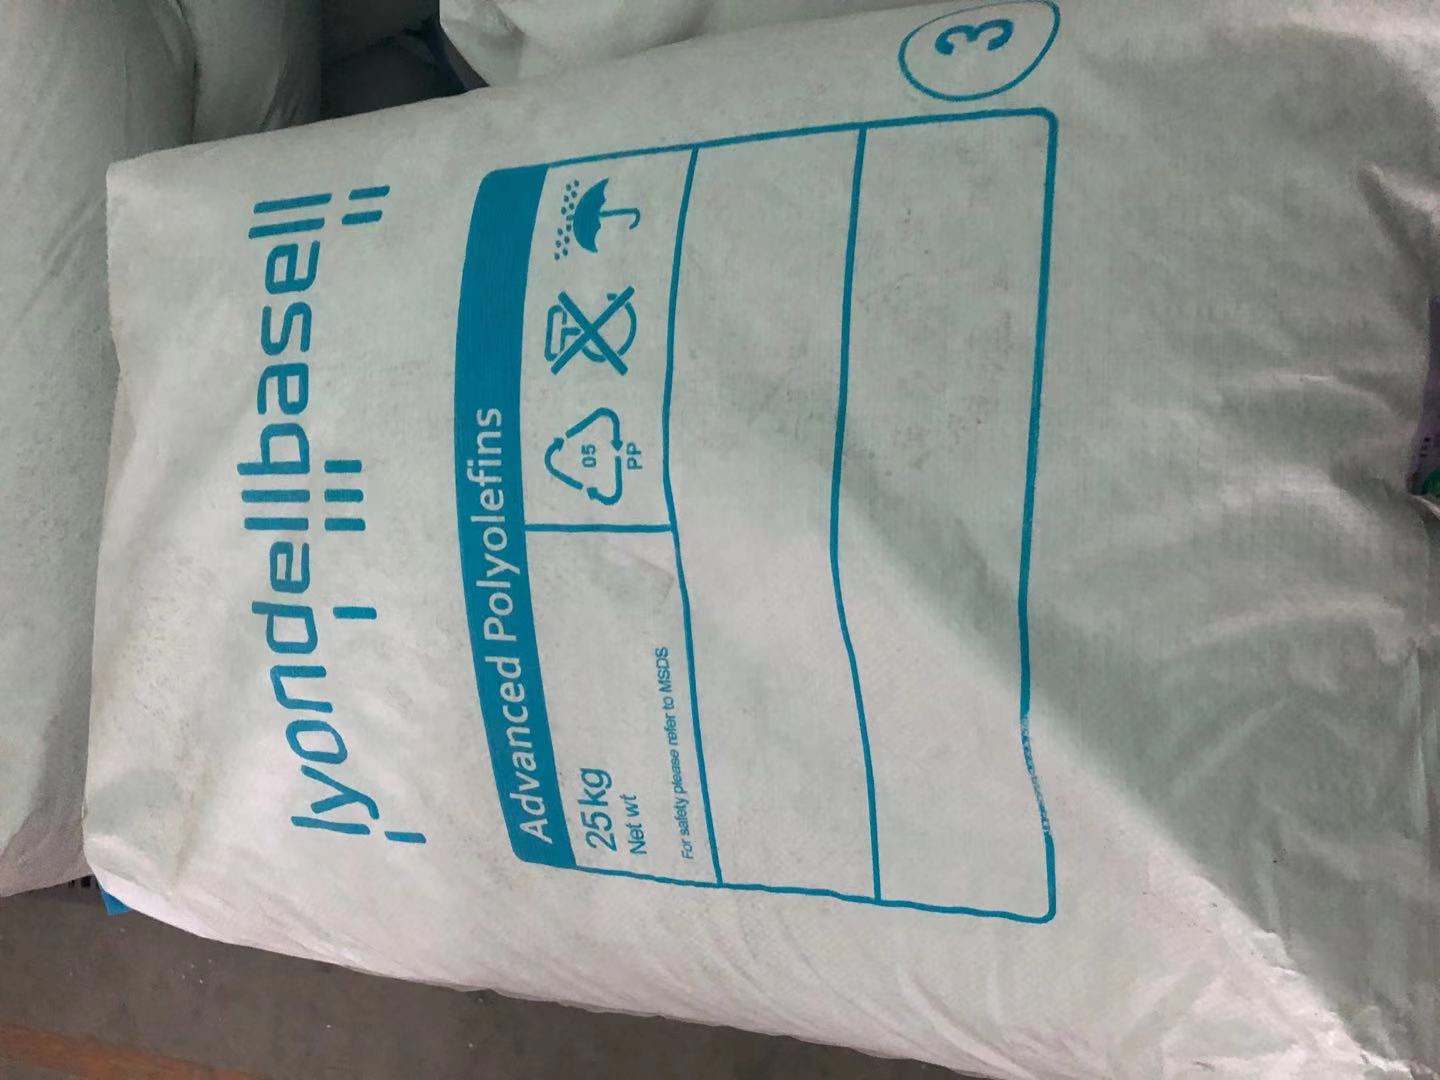 3
lyondellbasell
Advanced Polyolefins
25kg
Net wt
For safety please refer to MSDS
05
PP